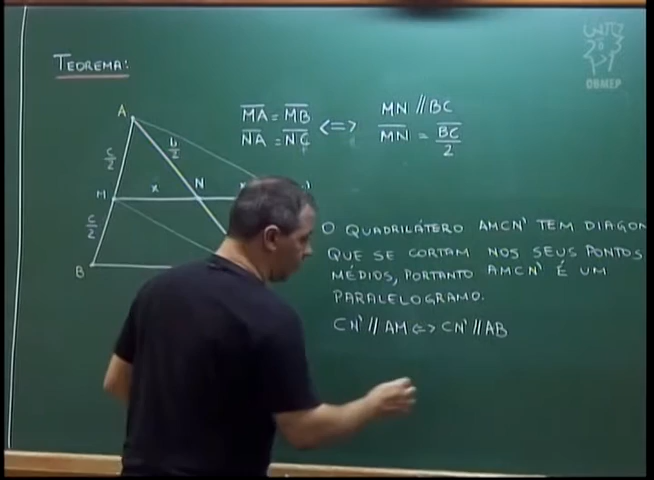 TEOREMA:
MA = MB
NA = NC
<=>
MN // BC
MN = BC/2
A
c/2
b/2
M
x
N
c/2
B
O QUADRILÁTERO AMCN' TEM DIAGON
QUE SE CORTAM NOS SEUS PONTOS
MÉDIOS, PORTANTO AMCN' É UM
PARALELOGRAMO.
CN' // AM <=> CN' // AB
OBMEP